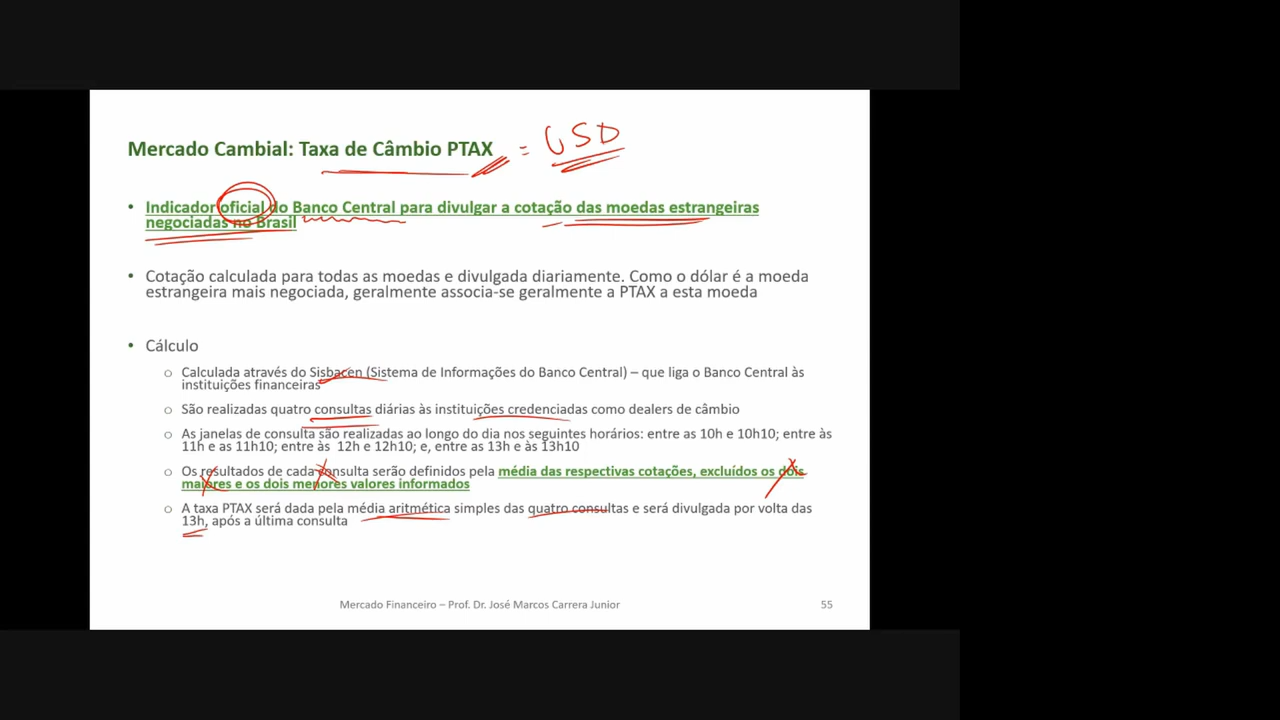 Mercado Cambial: Taxa de Câmbio PTAX = USD
• Indicador oficial do Banco Central para divulgar a cotação das moedas estrangeiras
negociadas no Brasil
• Cotação calculada para todas as moedas e divulgada diariamente. Como o dólar é a moeda
estrangeira mais negociada, geralmente associa-se geralmente a PTAX a esta moeda
• Cálculo
o Calculada através do Sisbacen (Sistema de Informações do Banco Central) – que liga o Banco Central às
instituições financeiras
o São realizadas quatro consultas diárias às instituições credenciadas como dealers de câmbio
o As janelas de consulta são realizadas ao longo do dia nos seguintes horários: entre as 10h e 10h10; entre às
11h e as 11h10; entre às 12h e 12h10; e, entre as 13h e às 13h10
o Os resultados de cada consulta serão definidos pela média das respectivas cotações, excluídos os dois
maiores e os dois menores valores informados
o A taxa PTAX será dada pela média aritmética simples das quatro consultas e será divulgada por volta das
13h, após a última consulta
Mercado Financeiro – Prof. Dr. José Marcos Carrera Junior
55